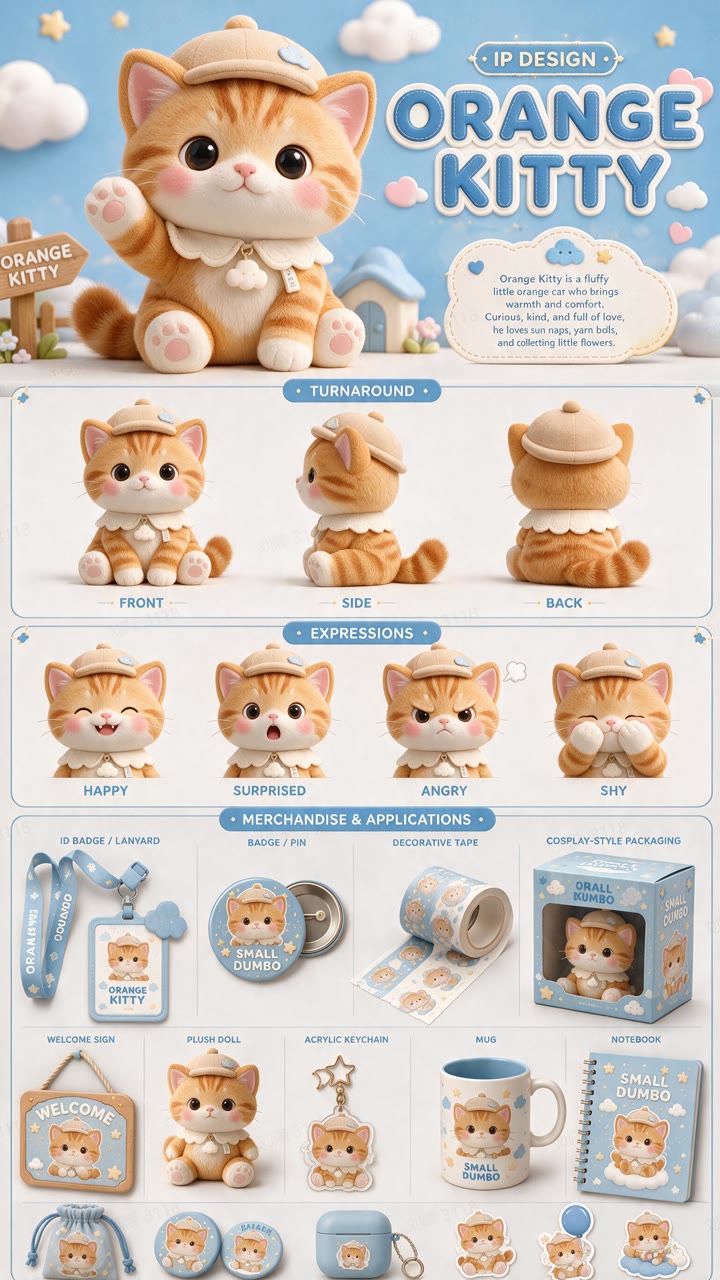 IP DESIGN
ORANGE
KITTY
ORANGE
KITTY
Orange Kitty is a fluffy
little orange car who brings
warmth and comfort.
Curious, kind, and full of love,
he loves sun naps, yarn bolls,
and collecting little flowers.
TURNAROUND
FRONT
SIDE
BACK
EXPRESSIONS
HAPPY
SURPRISED
ANGRY
SHY
MERCHANDISE & APPLICATIONS
ID BADGE / LANYARD
BADGE / PIN
DECORATIVE TAPE
COSPLAY-STYLE PACKAGING
ORANGE
KITTY
SMALL
DUMBO
ORALL
KUMBO
SMALL
DUMBO
WELCOME SIGN
PLUSH DOLL
ACRYLIC KEYCHAIN
MUG
NOTEBOOK
WELCOME
SMALL
DUMBO
SMALL
DUMBO